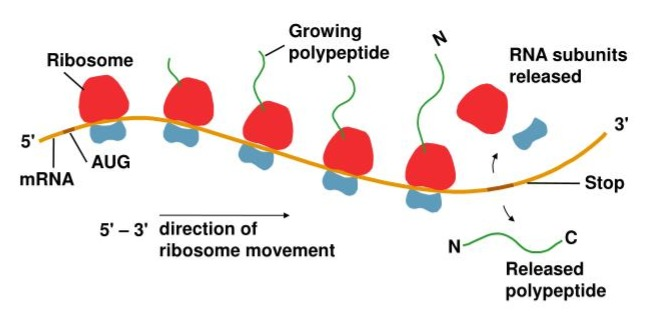 Ribosome
Growing
polypeptide
N
RNA subunits
released
5'
AUG
mRNA
3'
Stop
5' – 3' direction of
ribosome movement
N
C
Released
polypeptide